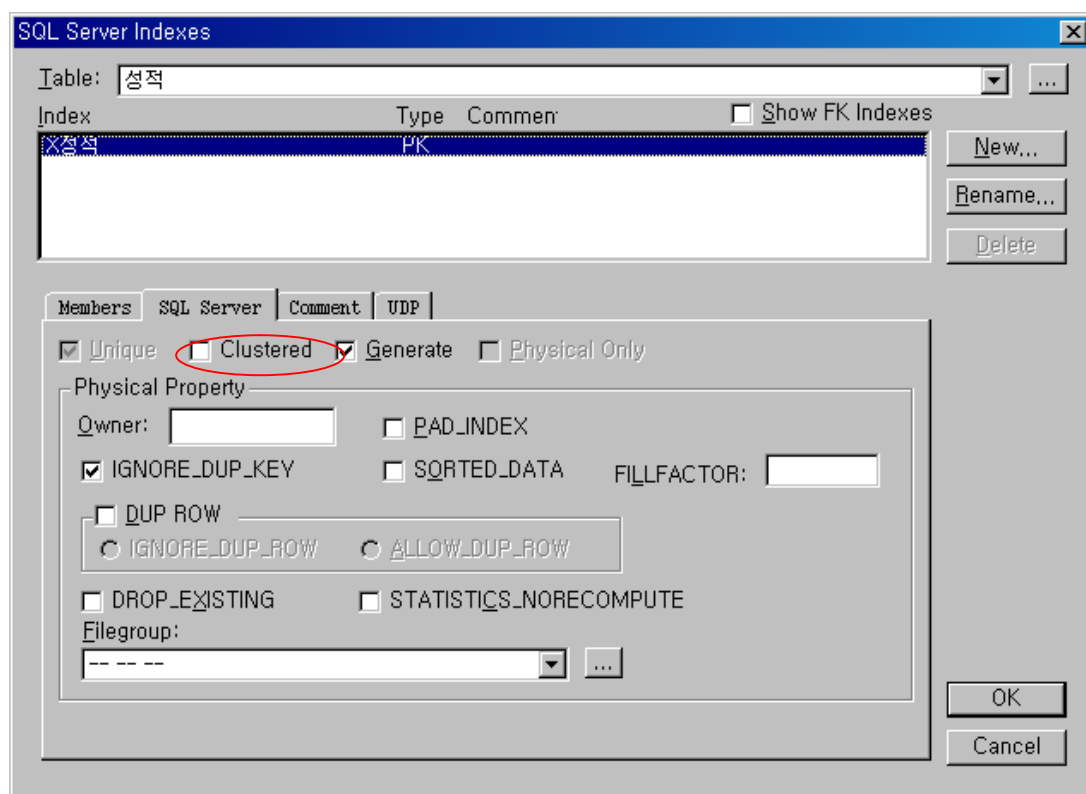 SQL Server Indexes
Table: 성적
...
Index Type Commen Show FK Indexes
X성적 PK
New...
Rename...
Delete
Members SQL Server Comment UDP
Unique Clustered Generate Physical Only
Physical Property
Owner: PAD_INDEX
IGNORE_DUP_KEY SORTED_DATA FILLFACTOR:
DUP ROW
IGNORE_DUP_ROW ALLOW_DUP_ROW
DROP_EXISTING STATISTICS_NORECOMPUTE
Filegroup:
-- -- -- ...
OK
Cancel